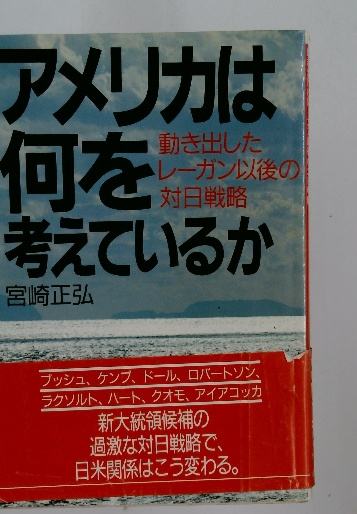 アメリカは
何を
考えているか
動き出した
レーガン以後の
対日戦略
宮崎正弘
ブッシュ、ケンプ、ドール、ロバートソン、
ラクソルト、ハート、クオモ、アイアコッカ
新大統領候補の
過激な対日戦略で、
日米関係はこう変わる。